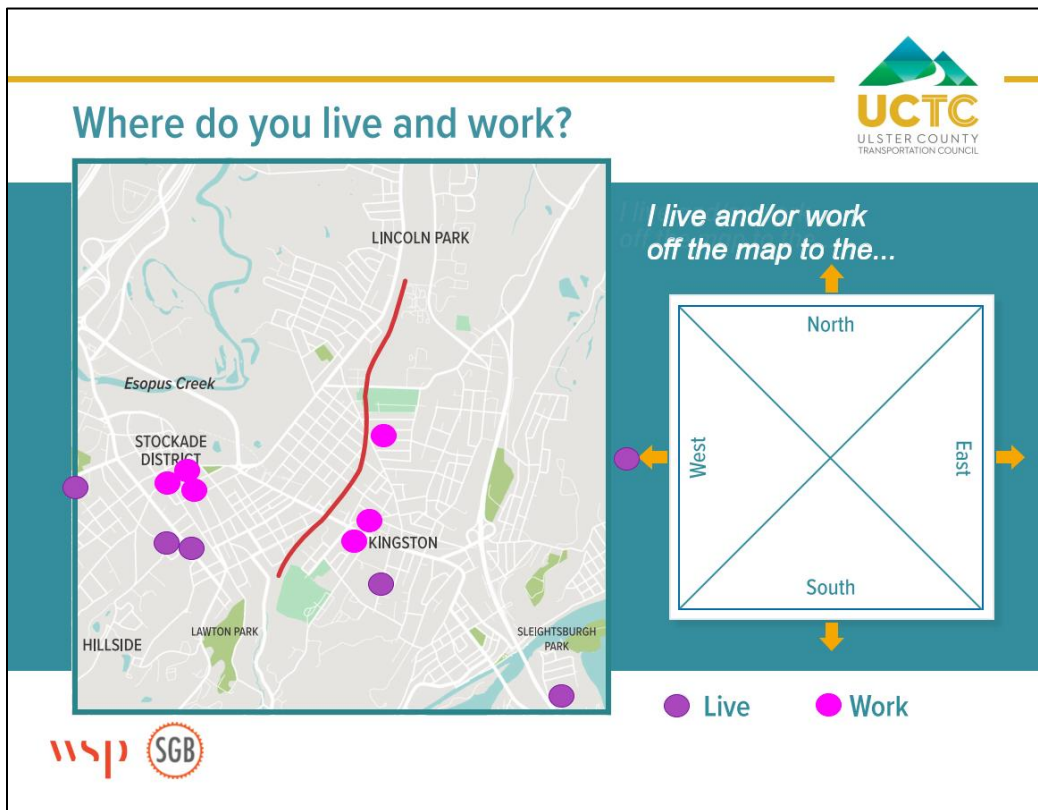 UCTC
ULSTER COUNTY
TRANSPORTATION COUNCIL
Where do you live and work?
LINCOLN PARK
Esopus Creek
STOCKADE
DISTRICT
KINGSTON
LAWTON PARK
HILLSIDE
SLEIGHTSBURGH
PARK
I live and/or work
off the map to the...
North
West
East
South
Live
Work
wsp
SGB